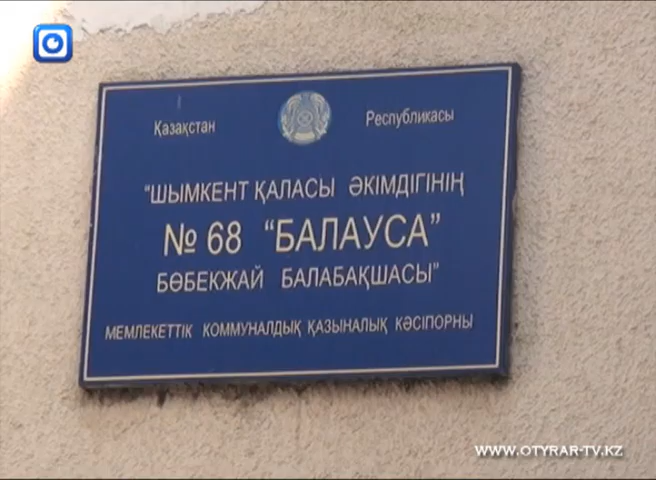 Қазақстан Республикасы
"ШЫМКЕНТ ҚАЛАСЫ ӘКІМДІГІНІҢ
№ 68 "БАЛАУСА"
БӨБЕКЖАЙ БАЛАБАҚШАСЫ"
МЕМЛЕКЕТТІК КОММУНАЛДЫҚ ҚАЗЫНАЛЫҚ КӘСІПОРНЫ
WWW.OTYRAR-TV.KZ